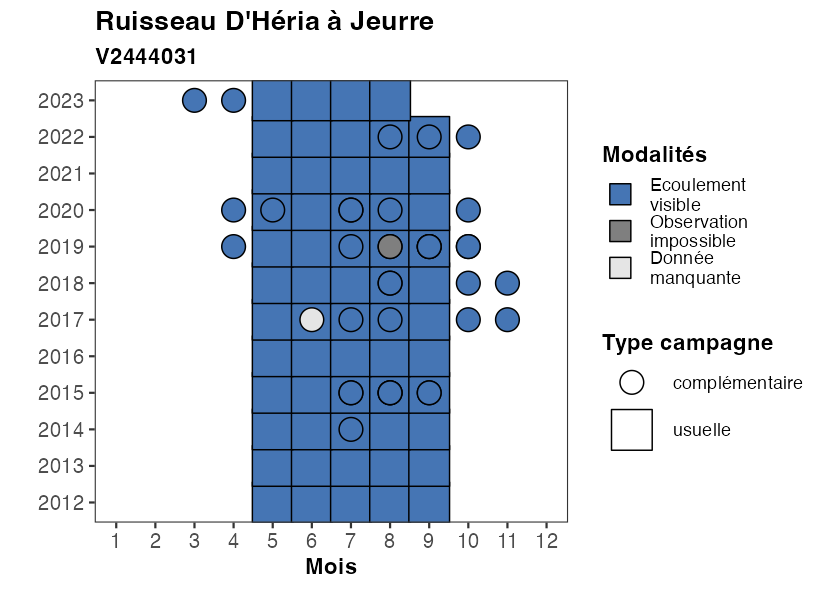 Ruisseau D'Héria à Jeurre
V2444031
2023
2022
2021
2020
2019
2018
2017
2016
2015
2014
2013
2012
1 2 3 4 5 6 7 8 9 10 11 12
Mois
Modalités
Ecoulement
visible
Observation
impossible
Donnée
manquante
Type campagne
complémentaire
usuelle